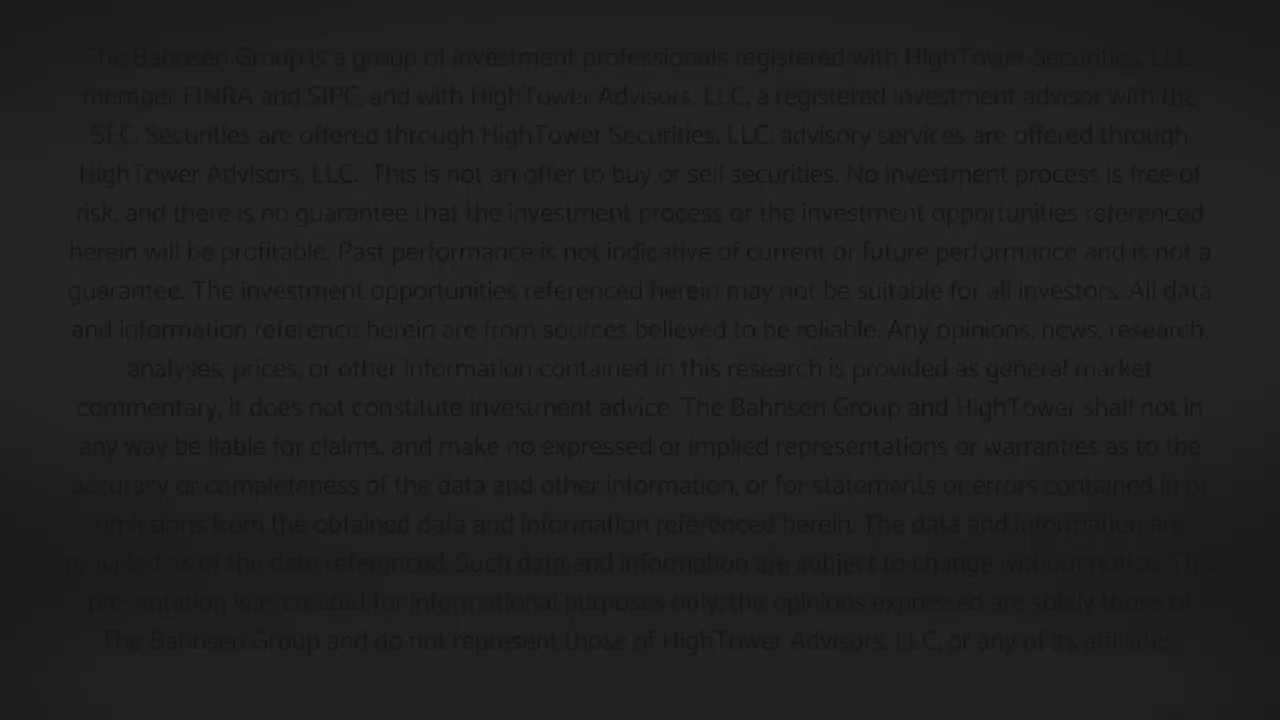 The Bahnsen Group is a group of investment professionals registered with HighTower Securities, LLC,
member FINRA and SIPC, and with HighTower Advisors, LLC, a registered investment advisor with the
SEC. Securities are offered through HighTower Securities, LLC; advisory services are offered through
HighTower Advisors, LLC. This is not an offer to buy or sell securities. No investment process is free of
risk, and there is no guarantee that the investment process or the investment opportunities referenced
herein will be profitable. Past performance is not indicative of current or future performance and is not a
guarantee. The investment opportunities referenced herein may not be suitable for all investors. All data
and information reference herein are from sources believed to be reliable. Any opinions, news, research,
analyses, prices, or other information contained in this research is provided as general market
commentary, it does not constitute investment advice. The Bahnsen Group and HighTower shall not in
any way be liable for claims, and make no expressed or implied representations or warranties as to the
accuracy or completeness of the data and other information, or for statements or errors contained in or
omissions from the obtained data and information referenced herein. The data and information are
provided as of the date referenced. Such data and information are subject to change without notice. This
presentation was created for informational purposes only; the opinions expressed are solely those of
The Bahnsen Group and do not represent those of HighTower Advisors, LLC, or any of its affiliates.